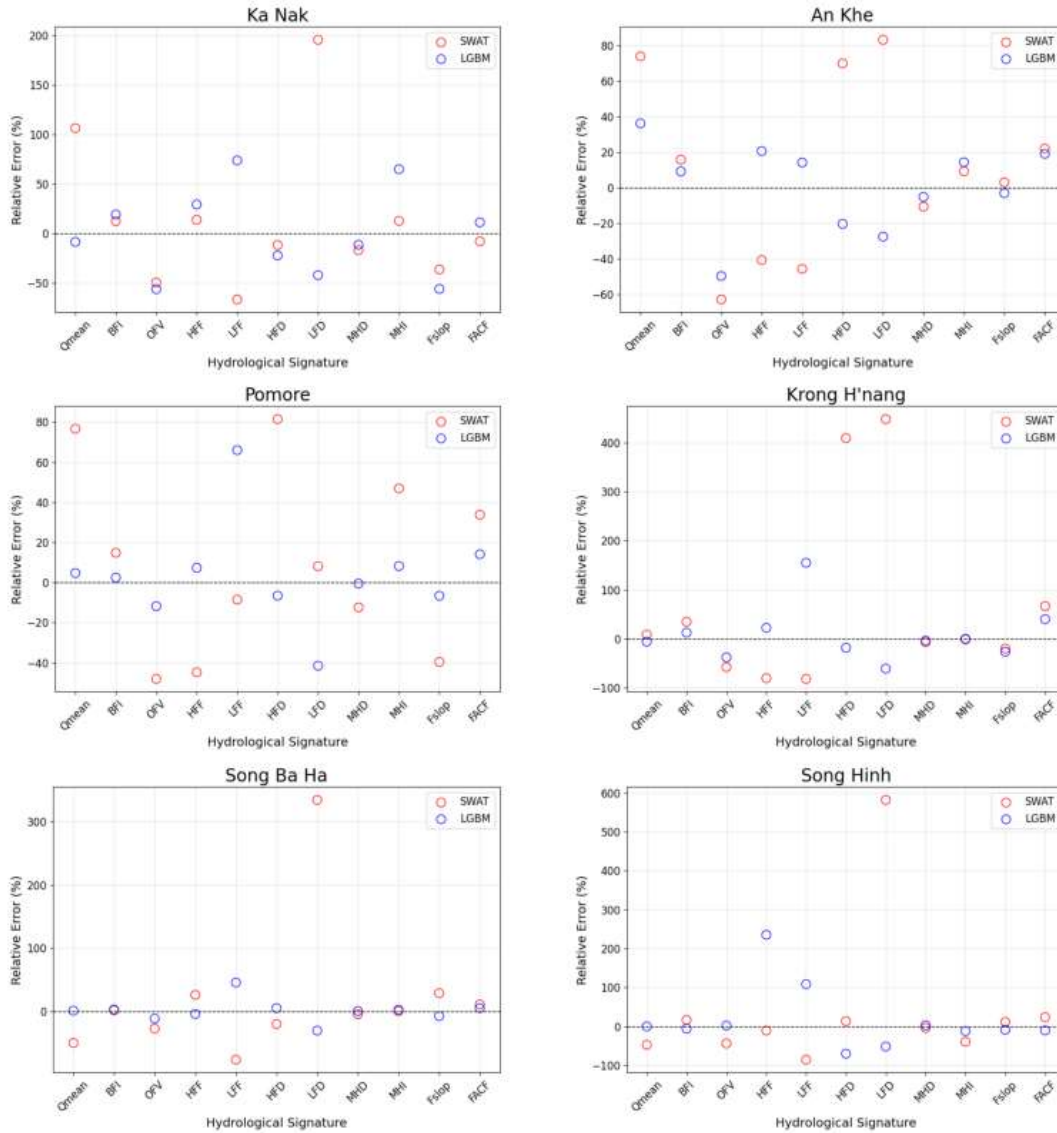 Ka Nak
200
150
100
50
0
−50
Relative Error (%)
SWAT
LGBM
Qmean BFI OFV HFF LFF HFD LFD MHD MHI Fslop FACF
Hydrological Signature
An Khe
80
60
40
20
0
−20
−40
−60
Relative Error (%)
SWAT
LGBM
Qmean BFI OFV HFF LFF HFD LFD MHD MHI Fslop FACF
Hydrological Signature
Pomore
80
60
40
20
0
−20
−40
Relative Error (%)
SWAT
LGBM
Qmean BFI OFV HFF LFF HFD LFD MHD MHI Fslop FACF
Hydrological Signature
Krong H'nang
400
300
200
100
0
−100
Relative Error (%)
SWAT
LGBM
Qmean BFI OFV HFF LFF HFD LFD MHD MHI Fslop FACF
Hydrological Signature
Song Ba Ha
300
200
100
0
Relative Error (%)
SWAT
LGBM
Qmean BFI OFV HFF LFF HFD LFD MHD MHI Fslop FACF
Hydrological Signature
Song Hinh
600
500
400
300
200
100
0
−100
Relative Error (%)
SWAT
LGBM
Qmean BFI OFV HFF LFF HFD LFD MHD MHI Fslop FACF
Hydrological Signature